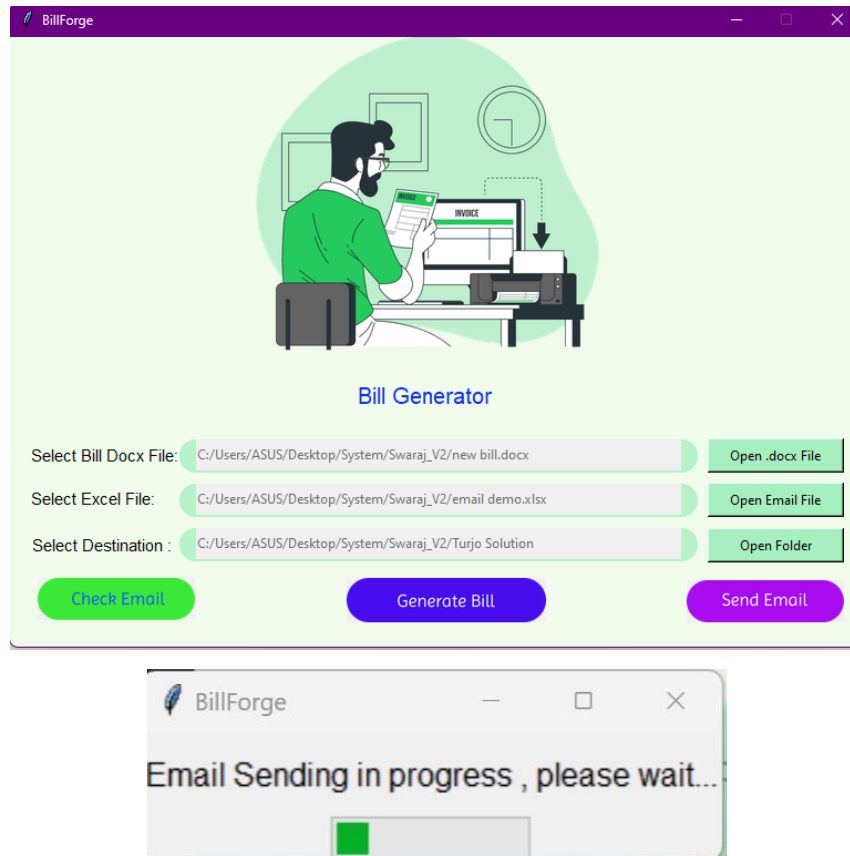 BillForge
INVOICE
INVOICE
Bill Generator
Select Bill Docx File: C:/Users/ASUS/Desktop/System/Swaraj_V2/new bill.docx Open .docx File
Select Excel File: C:/Users/ASUS/Desktop/System/Swaraj_V2/email demo.xlsx Open Email File
Select Destination : C:/Users/ASUS/Desktop/System/Swaraj_V2/Turjo Solution Open Folder
Check Email Generate Bill Send Email
BillForge
Email Sending in progress , please wait...